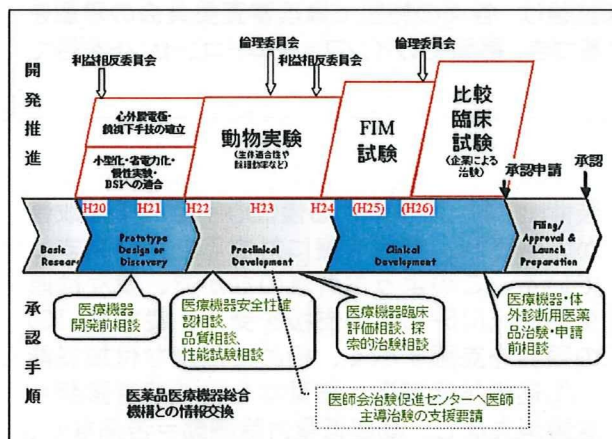 倫理委員会
倫理委員会
利益相反委員会
利益相反委員会
開発推進
心外膜電極・
鏡視下手技の確立
小型化・省電力化・
慢性実験・
BSIへの適合
動物実験
(生体適合性や
FIM
試験
比較
臨床
試験
(企業による
治験)
承認申請
承認
H20
H21
H22
H23
H24
(H25)
(H26)
Basic
Researc
Prototype
Design or
Discovery
Preclinical
Development
Clinical
Development
Filing/
Approval &
Launch
Preparation
承認手順
医療機器
開発前相談
医療機器安全性確
認相談、
品質相談、
性能試験相談
医療機器臨床
評価相談、探
索的治験相談
医療機器・体
外診断用医薬
品治験・申請
前相談
医薬品医療機器総合
機構との情報交換
医師会治験促進センターへ医師
主導治験の支援要請